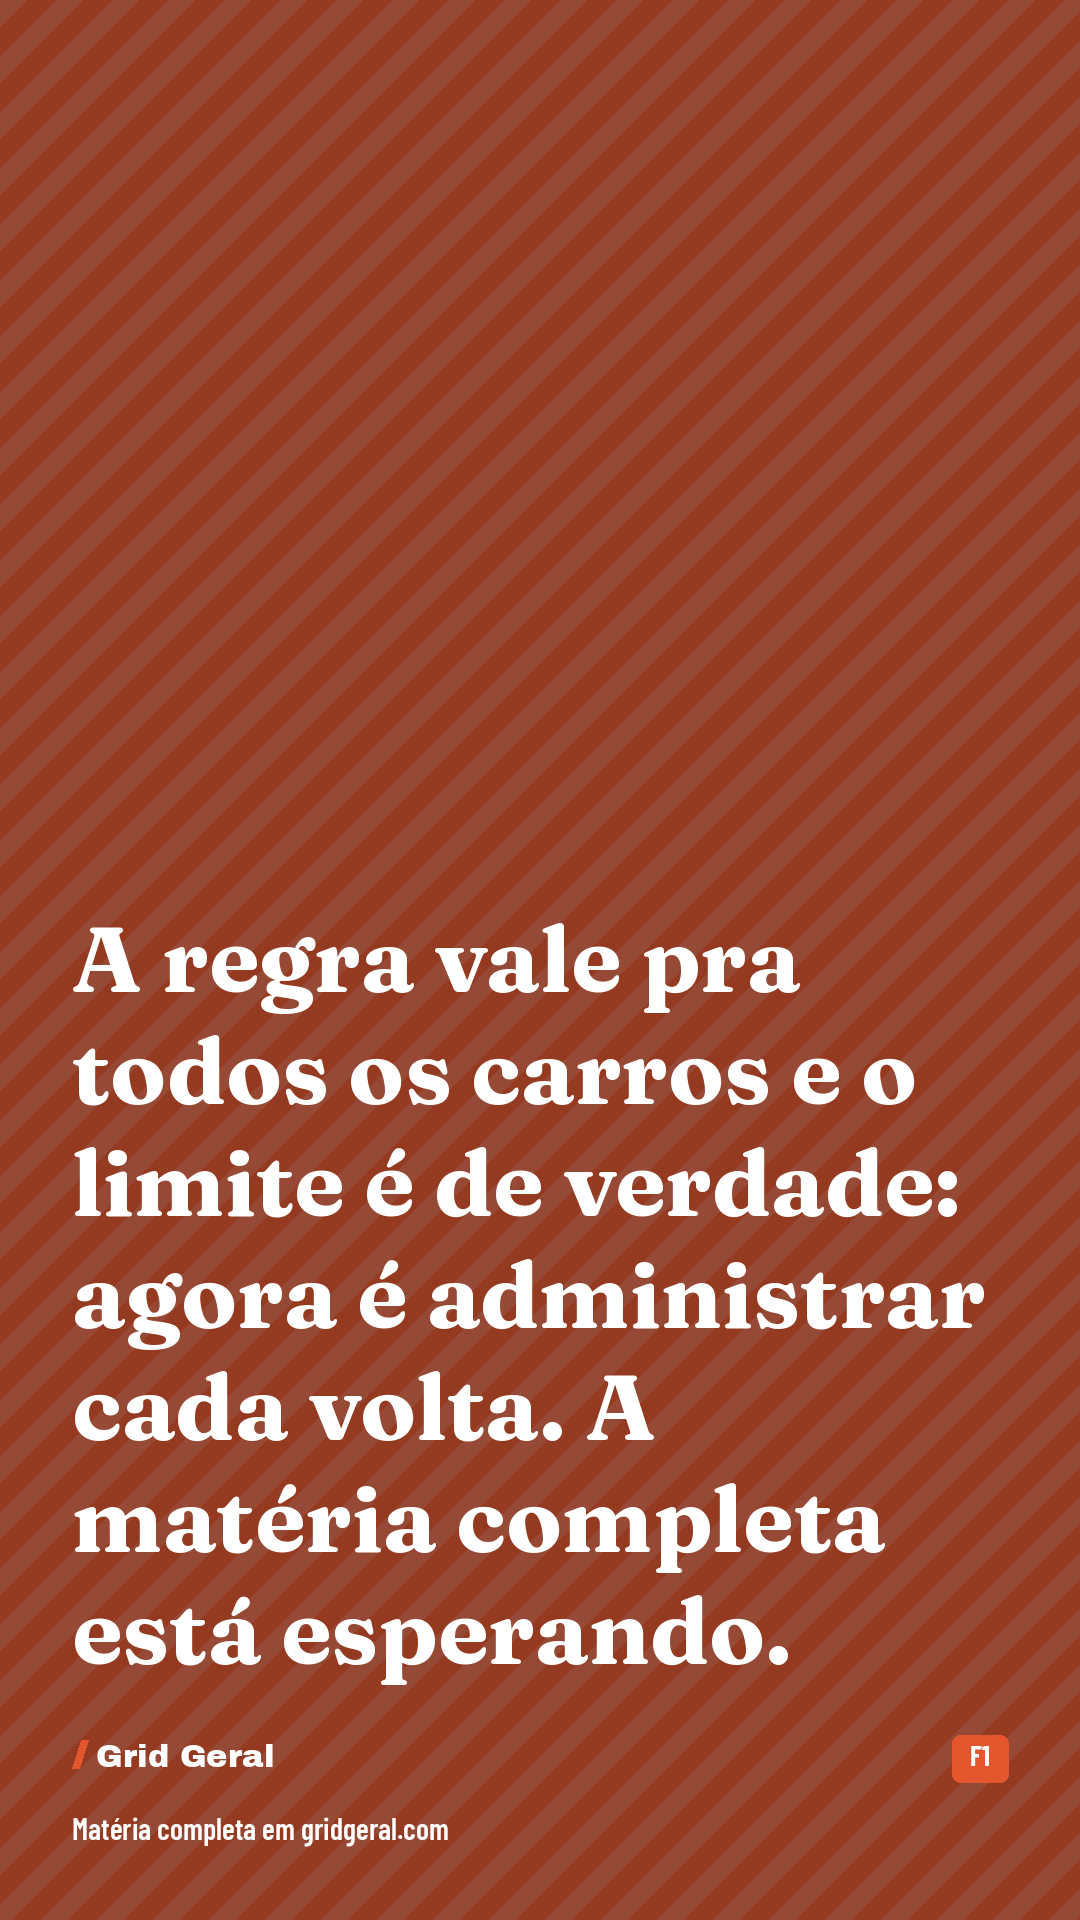 A regra vale pra
todos os carros e o
limite é de verdade:
agora é administrar
cada volta. A
matéria completa
está esperando.
/ Grid Geral
F1
Matéria completa em gridgeral.com